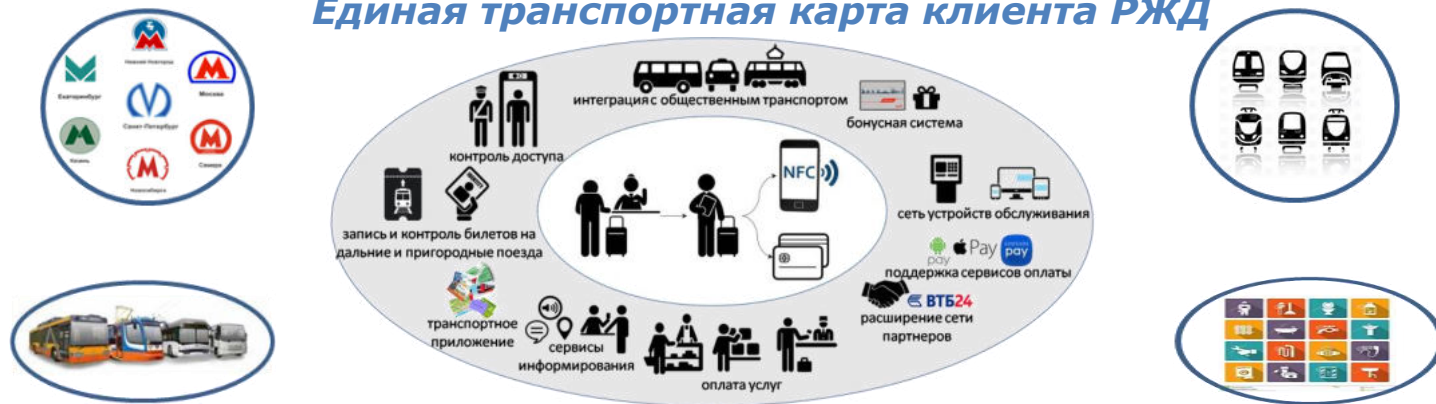 Единая транспортная карта клиента РЖД
Нижний Новгород
Екатеринбург
Москва
Санкт-Петербург
Казань
Самара
Новосибирск
интеграция с общественным транспортом
бонусная система
контроль доступа
NFC
сеть устройств обслуживания
запись и контроль билетов на
дальние и пригородные поезда
pay
Pay
pay
поддержка сервисов оплаты
ВТБ24
расширение сети
партнеров
транспортное
приложение
сервисы
информирования
оплата услуг